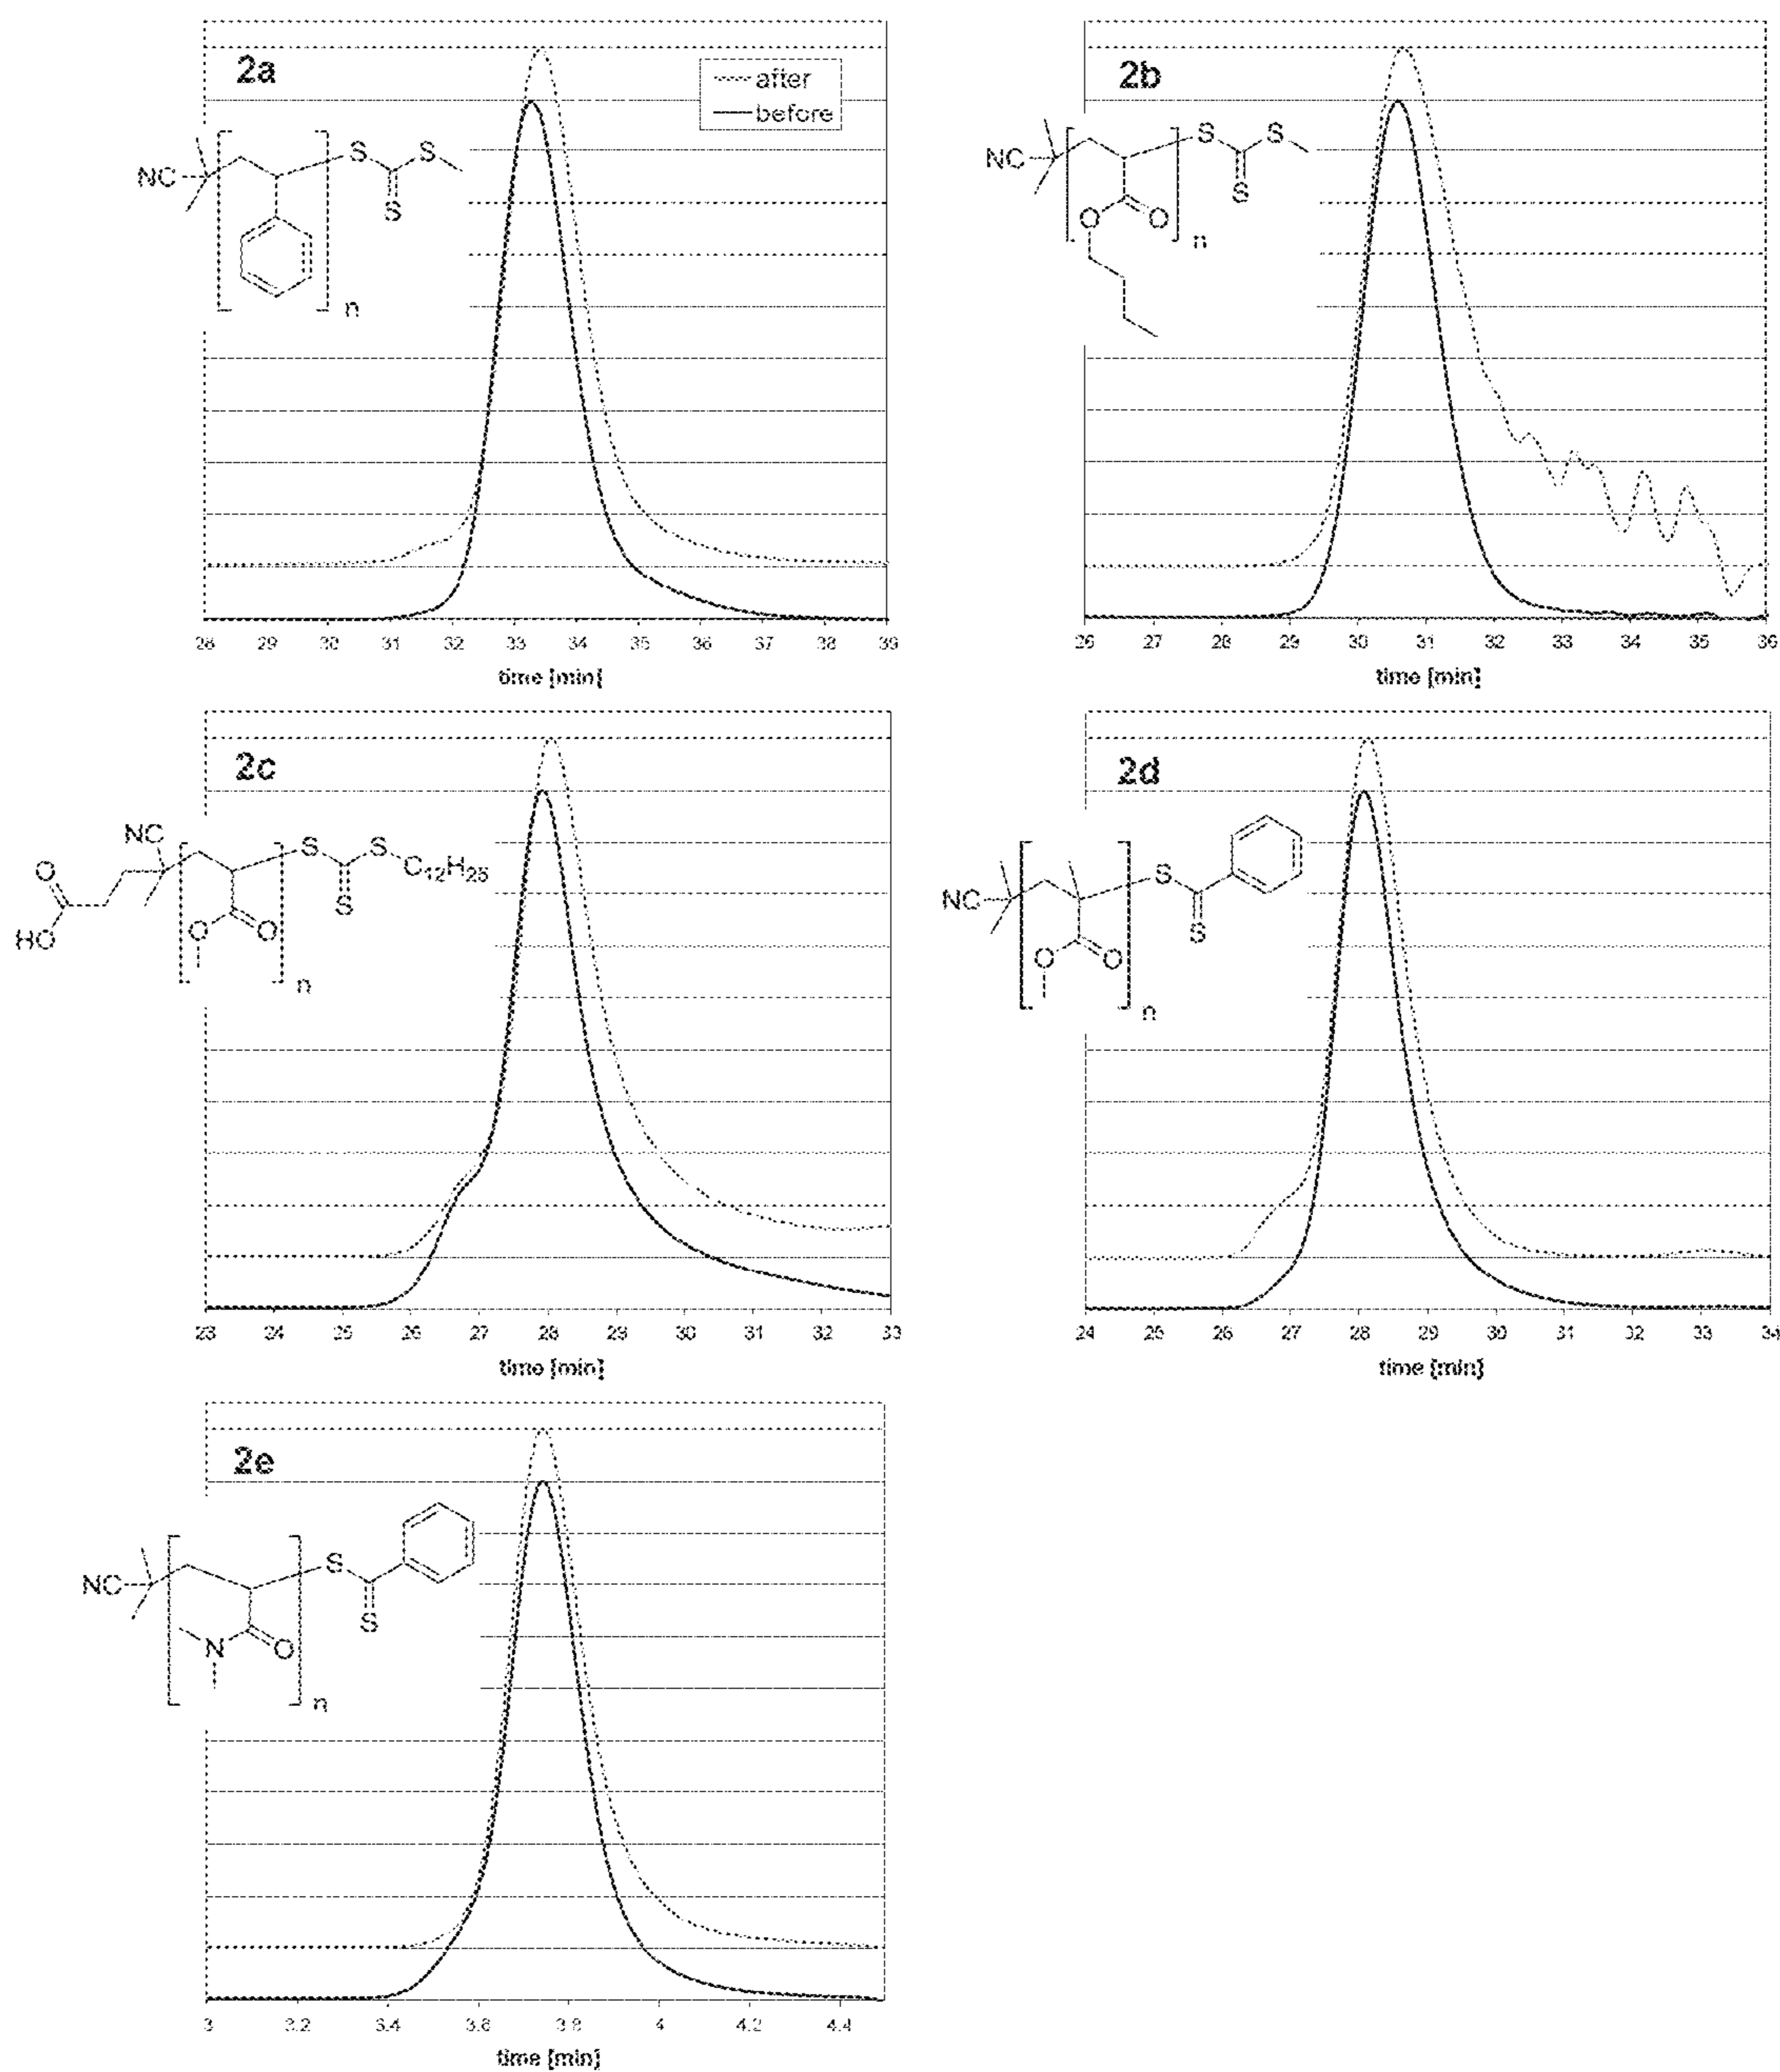 2a
after
before
NC
S
S
S
n
28 29 30 31 32 33 34 35 36 37 38 39
time [min]
2b
NC
S
S
S
O
O
n
26 27 28 29 30 31 32 33 34 35 36
time [min]
2c
NC
O
HO
S
S
C12H25
S
O
O
n
23 24 25 26 27 28 29 30 31 32 33
time [min]
2d
NC
S
S
O
O
n
24 25 26 27 28 29 30 31 32 33 34
time [min]
2e
NC
S
S
N
O
n
3 3.2 3.4 3.6 3.8 4 4.2 4.4
time [min]